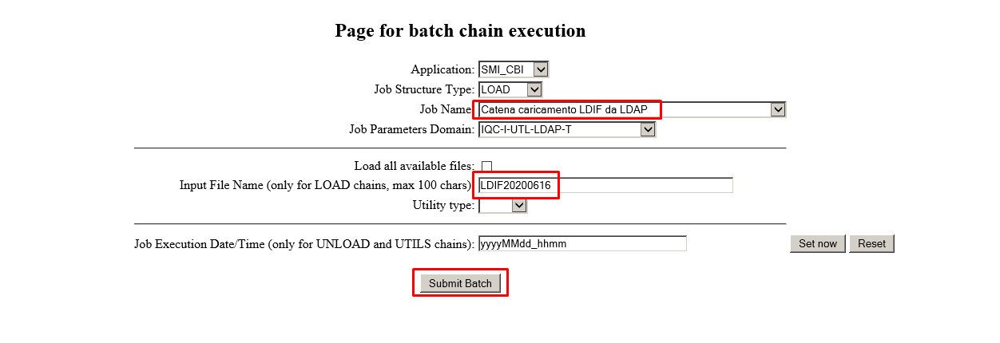 Page for batch chain execution
Application: SMI_CBI
Job Structure Type: LOAD
Job Name Catena caricamento LDIF da LDAP
Job Parameters Domain: IQC-I-UTL-LDAP-T
Load all available files:
Input File Name (only for LOAD chains, max 100 chars) LDIF20200616
Utility type:
Job Execution Date/Time (only for UNLOAD and UTILS chains): yyyyMMdd_hhmm Set now Reset
Submit Batch